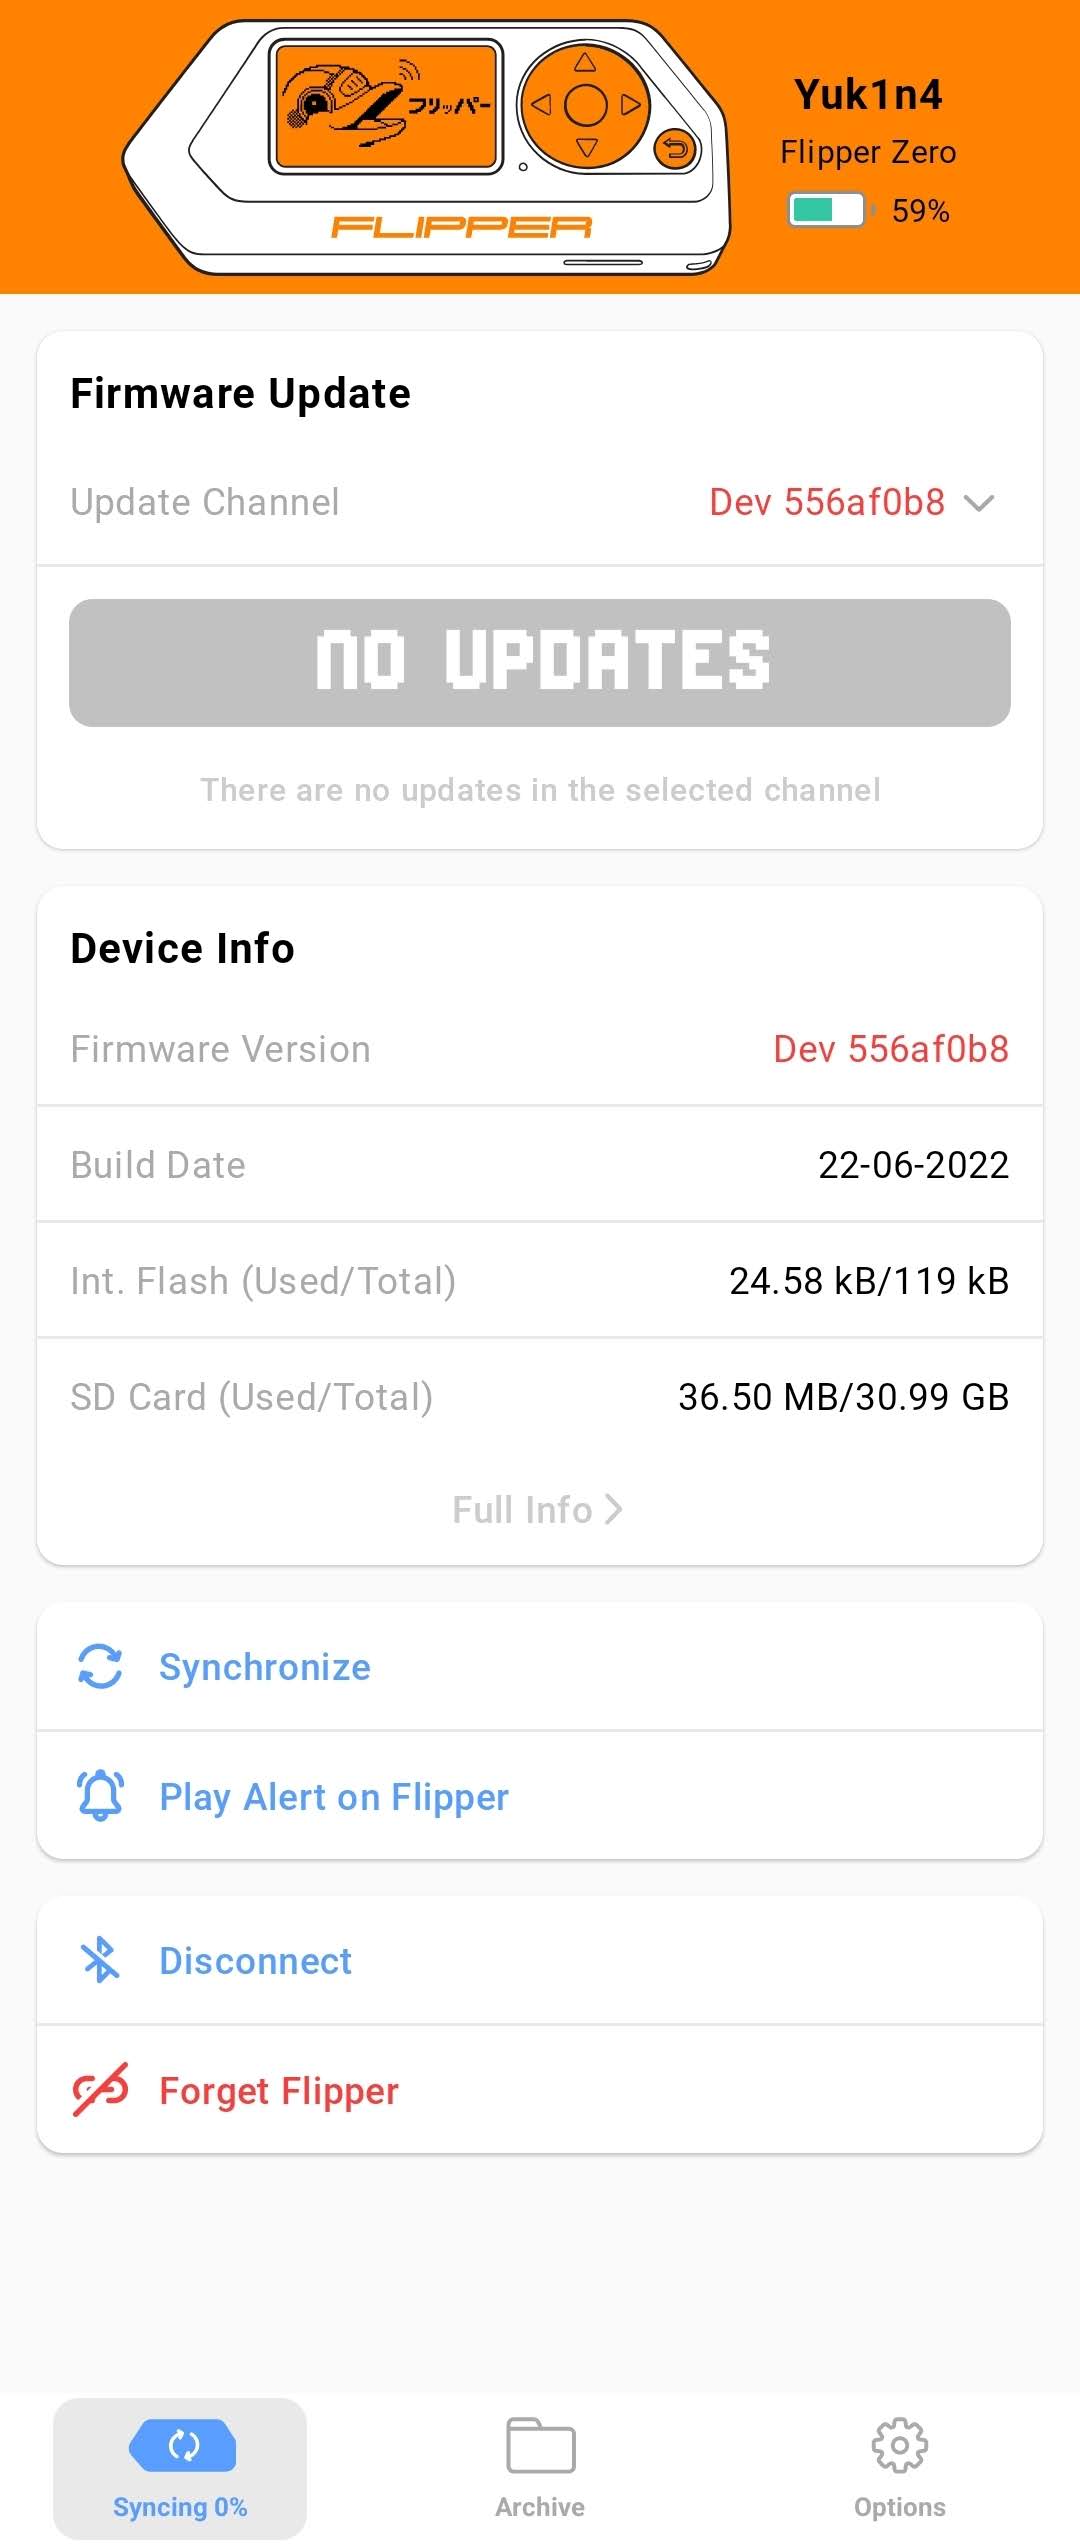 フリッパー
FLIPPER
Yuk1n4
Flipper Zero
59%
Firmware Update
Update Channel Dev 556af0b8
NO UPDATES
There are no updates in the selected channel
Device Info
Firmware Version Dev 556af0b8
Build Date 22-06-2022
Int. Flash (Used/Total) 24.58 kB/119 kB
SD Card (Used/Total) 36.50 MB/30.99 GB
Full Info
Synchronize
Play Alert on Flipper
Disconnect
Forget Flipper
Syncing 0%
Archive
Options